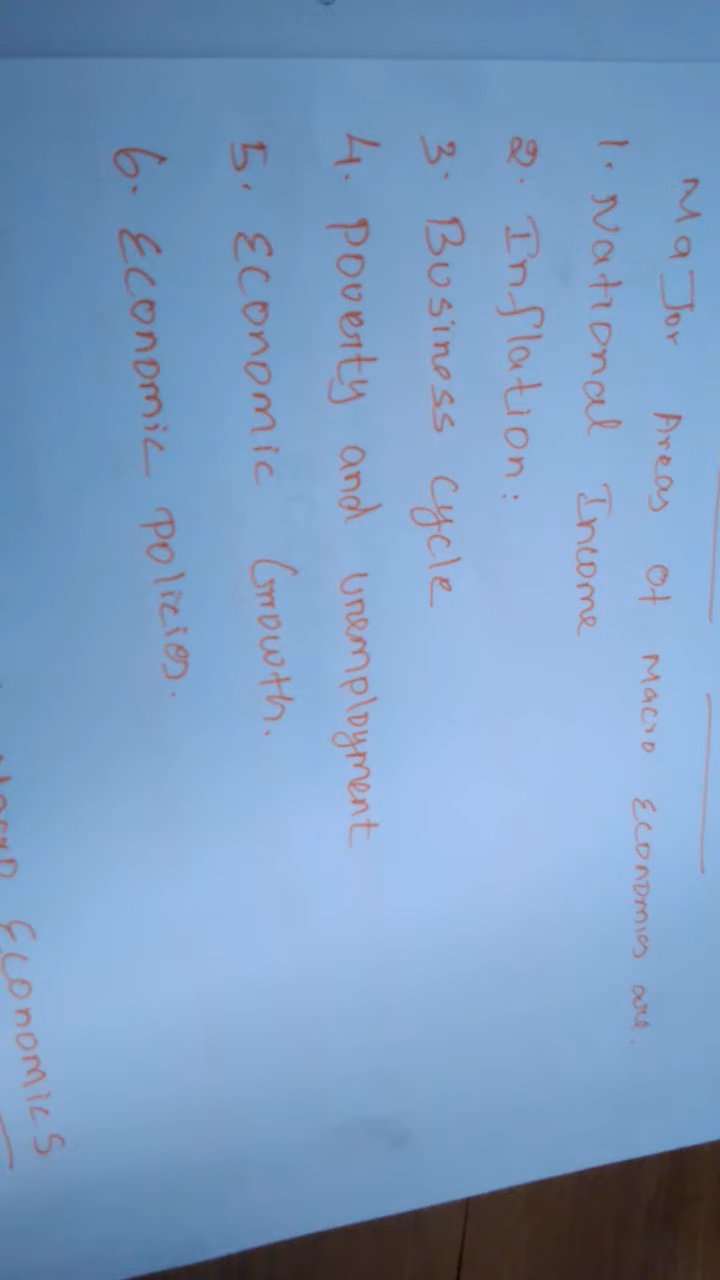 Major Areas of Macro Economics are.
1. National Income
2. Inflation:
3. Business cycle
4. Poverty and Unemployment
5. Economic Growth.
6. Economic Policies.
Economics